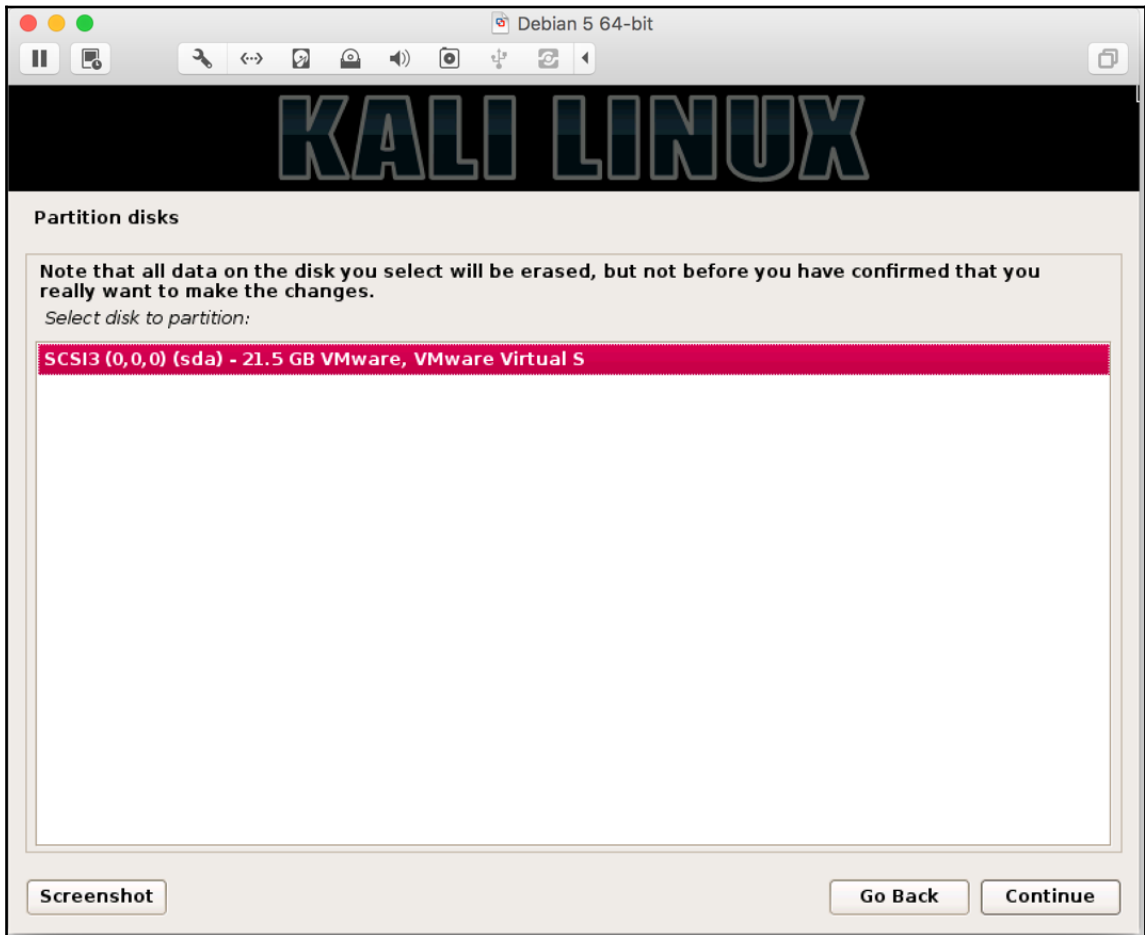 Debian 5 64-bit
KALI LINUX
Partition disks
Note that all data on the disk you select will be erased, but not before you have confirmed that you
really want to make the changes.
Select disk to partition:
SCSI3 (0,0,0) (sda) - 21.5 GB VMware, VMware Virtual S
Screenshot
Go Back
Continue